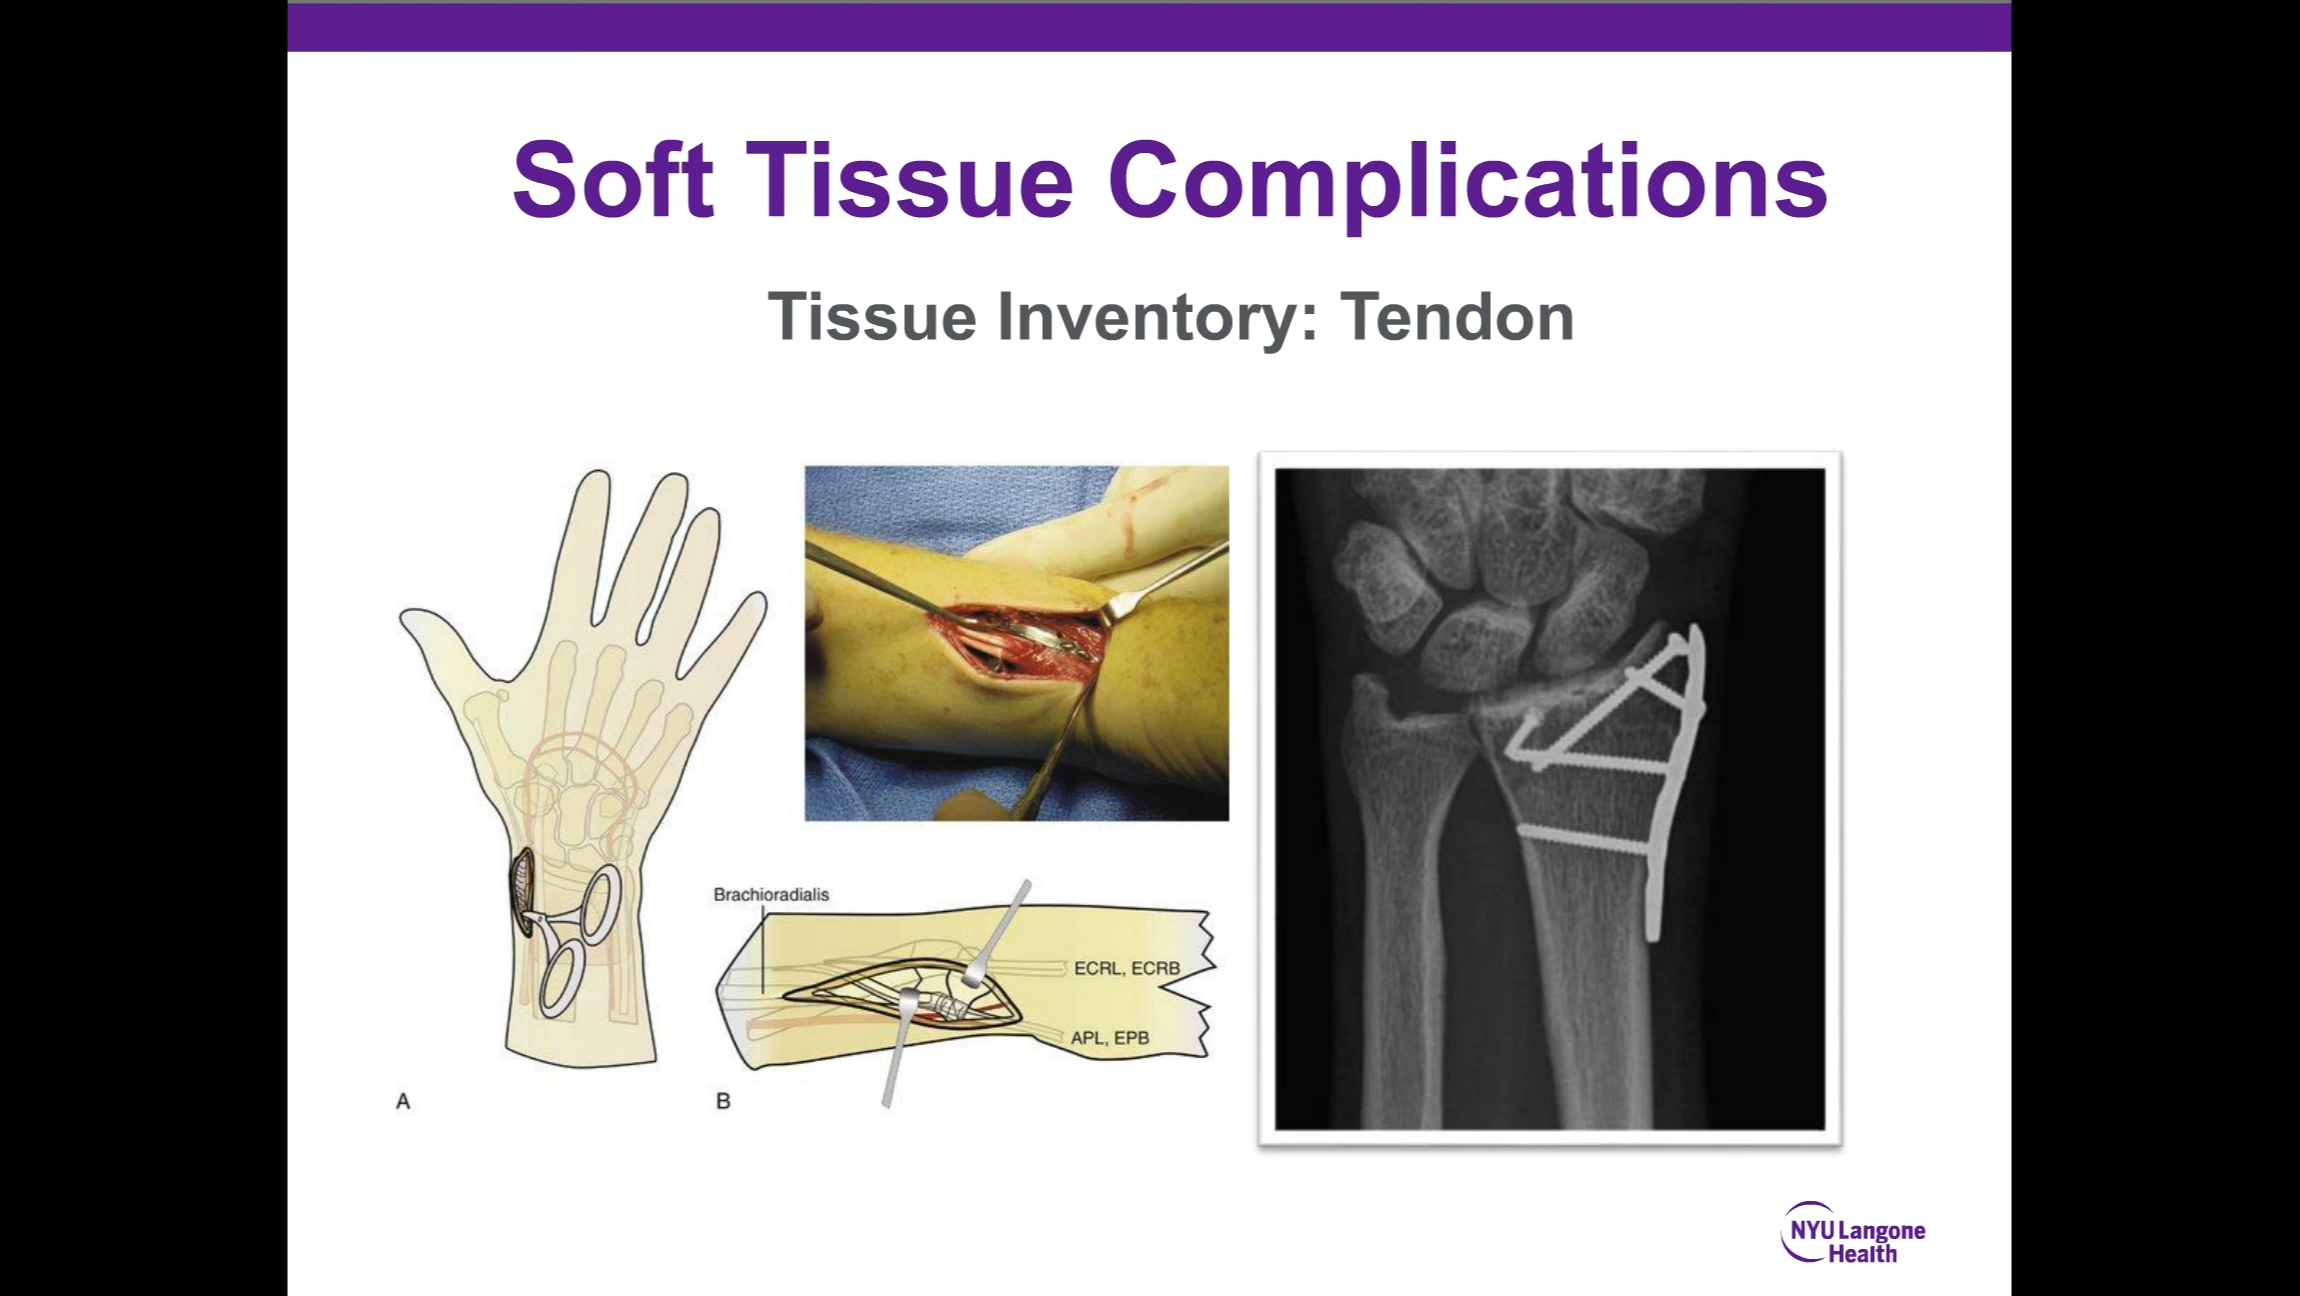 Soft Tissue Complications
Tissue Inventory: Tendon
Brachioradialis
ECRL, ECRB
APL, EPB
A
B
NYU Langone
Health